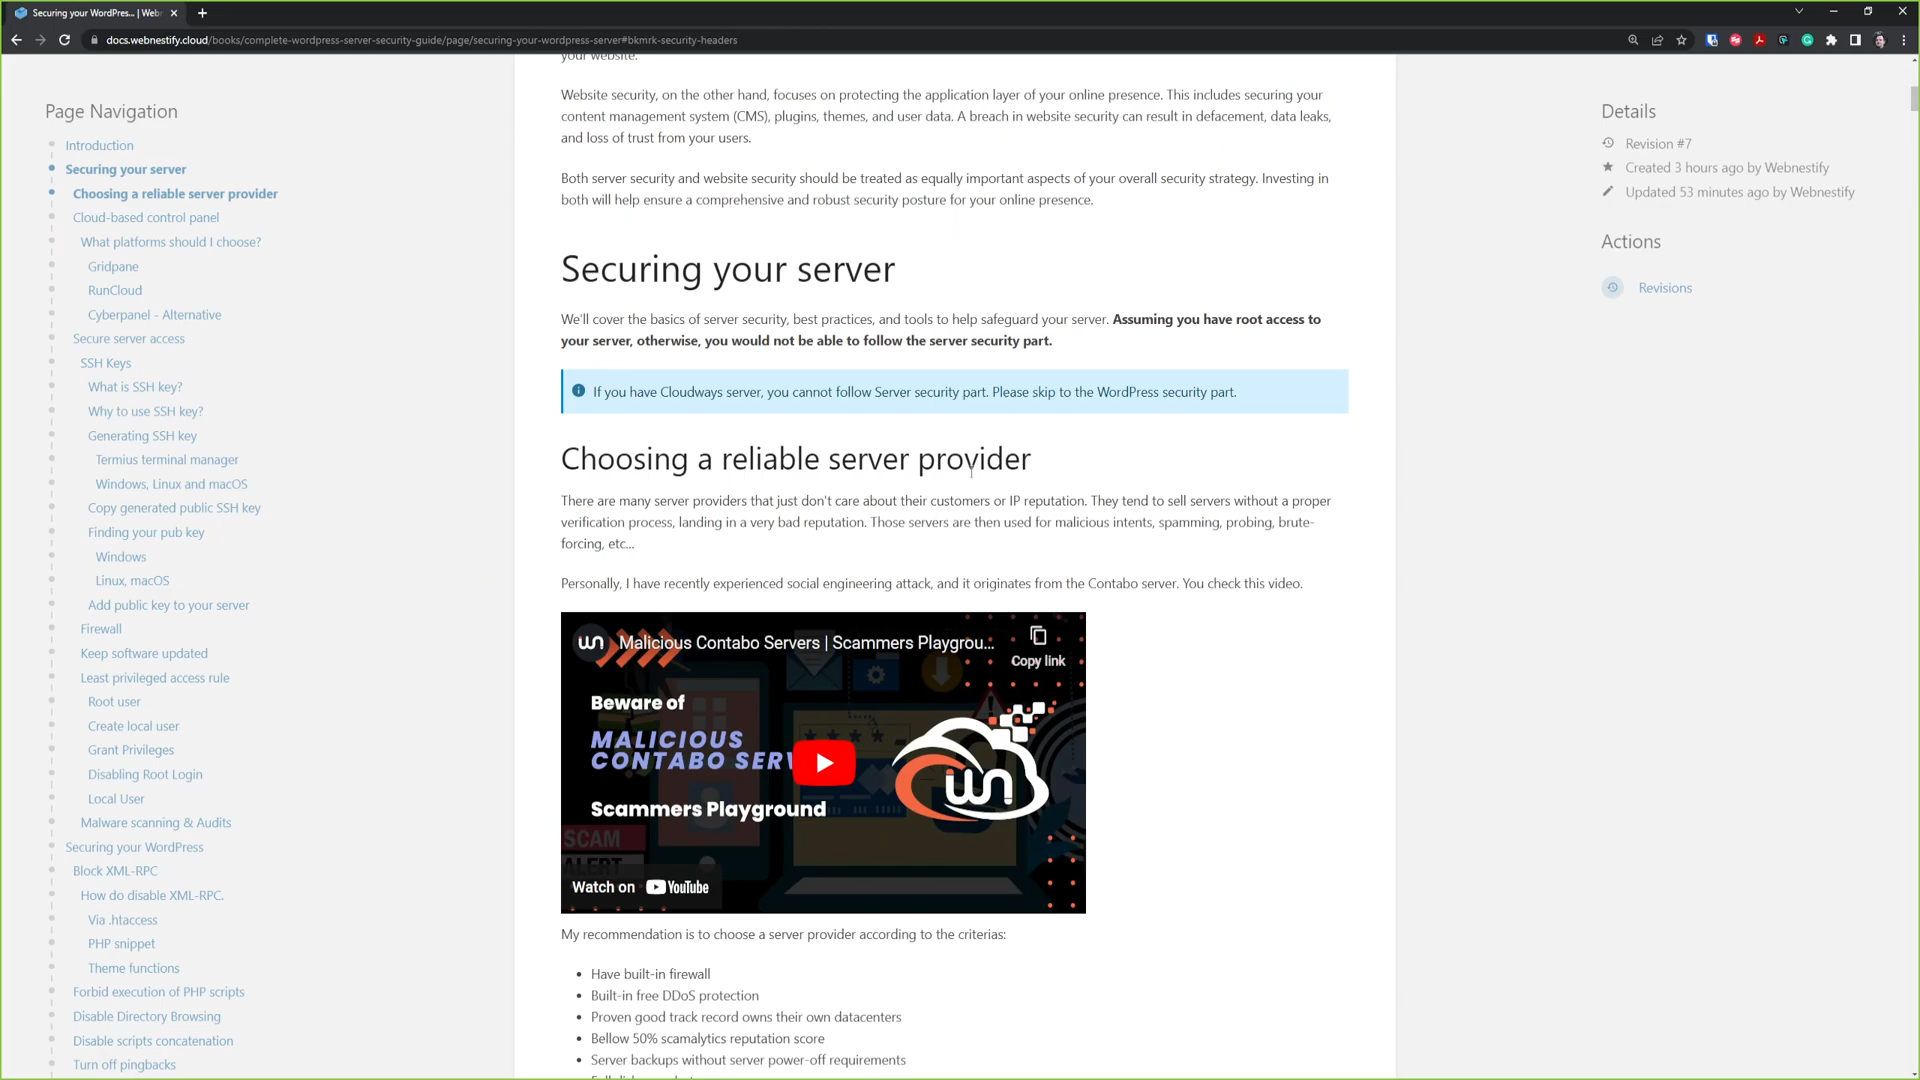 Securing your WordPres... | Webn
docs.webnestify.cloud/books/complete-wordpress-server-security-guide/page/securing-your-wordpress-server#bkmrk-security-headers
Page Navigation
Introduction
Securing your server
Choosing a reliable server provider
Cloud-based control panel
What platforms should I choose?
Gridpane
RunCloud
Cyberpanel - Alternative
Secure server access
SSH Keys
What is SSH key?
Why to use SSH key?
Generating SSH key
Termius terminal manager
Windows, Linux and macOS
Copy generated public SSH key
Finding your pub key
Windows
Linux, macOS
Add public key to your server
Firewall
Keep software updated
Least privileged access rule
Root user
Create local user
Grant Privileges
Disabling Root Login
Local User
Malware scanning & Audits
Securing your WordPress
Block XML-RPC
How do disable XML-RPC.
Via .htaccess
PHP snippet
Theme functions
Forbid execution of PHP scripts
Disable Directory Browsing
Disable scripts concatenation
Turn off pingbacks
your website.
Website security, on the other hand, focuses on protecting the application layer of your online presence. This includes securing your
content management system (CMS), plugins, themes, and user data. A breach in website security can result in defacement, data leaks,
and loss of trust from your users.
Both server security and website security should be treated as equally important aspects of your overall security strategy. Investing in
both will help ensure a comprehensive and robust security posture for your online presence.
Securing your server
We'll cover the basics of server security, best practices, and tools to help safeguard your server. Assuming you have root access to
your server, otherwise, you would not be able to follow the server security part.
If you have Cloudways server, you cannot follow Server security part. Please skip to the WordPress security part.
Choosing a reliable server provider
There are many server providers that just don't care about their customers or IP reputation. They tend to sell servers without a proper
verification process, landing in a very bad reputation. Those servers are then used for malicious intents, spamming, probing, brute-
forcing, etc...
Personally, I have recently experienced social engineering attack, and it originates from the Contabo server. You check this video.
Malicious Contabo Servers | Scammers Playgrou...
Copy link
Beware of
MALICIOUS
CONTABO SERV
Scammers Playground
SCAM
ALERT
Watch on YouTube
My recommendation is to choose a server provider according to the criterias:
Have built-in firewall
Built-in free DDoS protection
Proven good track record owns their own datacenters
Bellow 50% scamalytics reputation score
Server backups without server power-off requirements
Details
Revision #7
Created 3 hours ago by Webnestify
Updated 53 minutes ago by Webnestify
Actions
Revisions